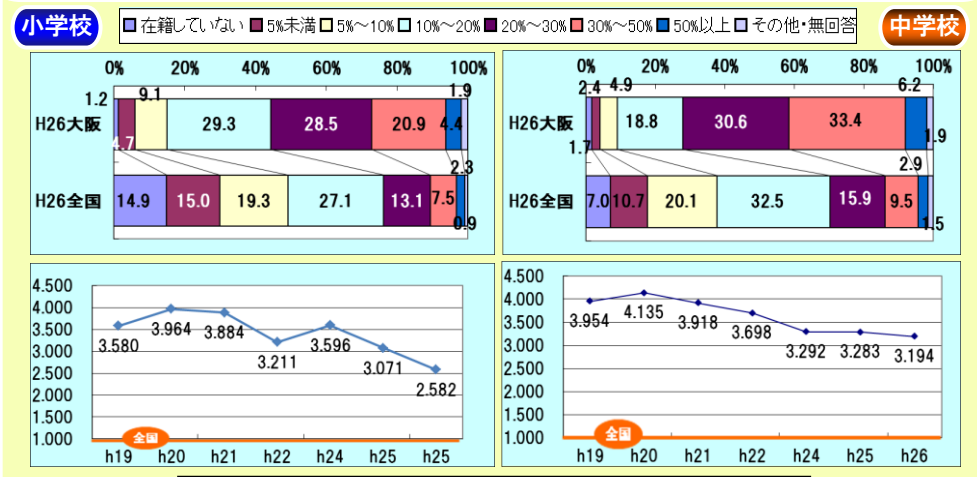 小学校
在籍していない 5%未満 5%～10% 10%～20% 20%～30% 30%～50% 50%以上 その他・無回答
中学校
0% 20% 40% 60% 80% 100%
1.2 9.1 1.9
H26大阪 4.7 29.3 28.5 20.9 4.4
2.3
H26全国 14.9 15.0 19.3 27.1 13.1 7.5
0.9
0% 20% 40% 60% 80% 100%
2.4 4.9 6.2
H26大阪 18.8 30.6 33.4 1.9
1.7 2.9
H26全国 7.0 10.7 20.1 32.5 15.9 9.5
1.5
4.500
4.000
3.500
3.000
2.500
2.000
1.500
1.000
3.580 3.964 3.884 3.211 3.596 3.071 2.582
全国
h19 h20 h21 h22 h24 h25 h25
4.500
4.000
3.500
3.000
2.500
2.000
1.500
1.000
3.954 4.135 3.918 3.698 3.292 3.283 3.194
全国
h19 h20 h21 h22 h24 h25 h26